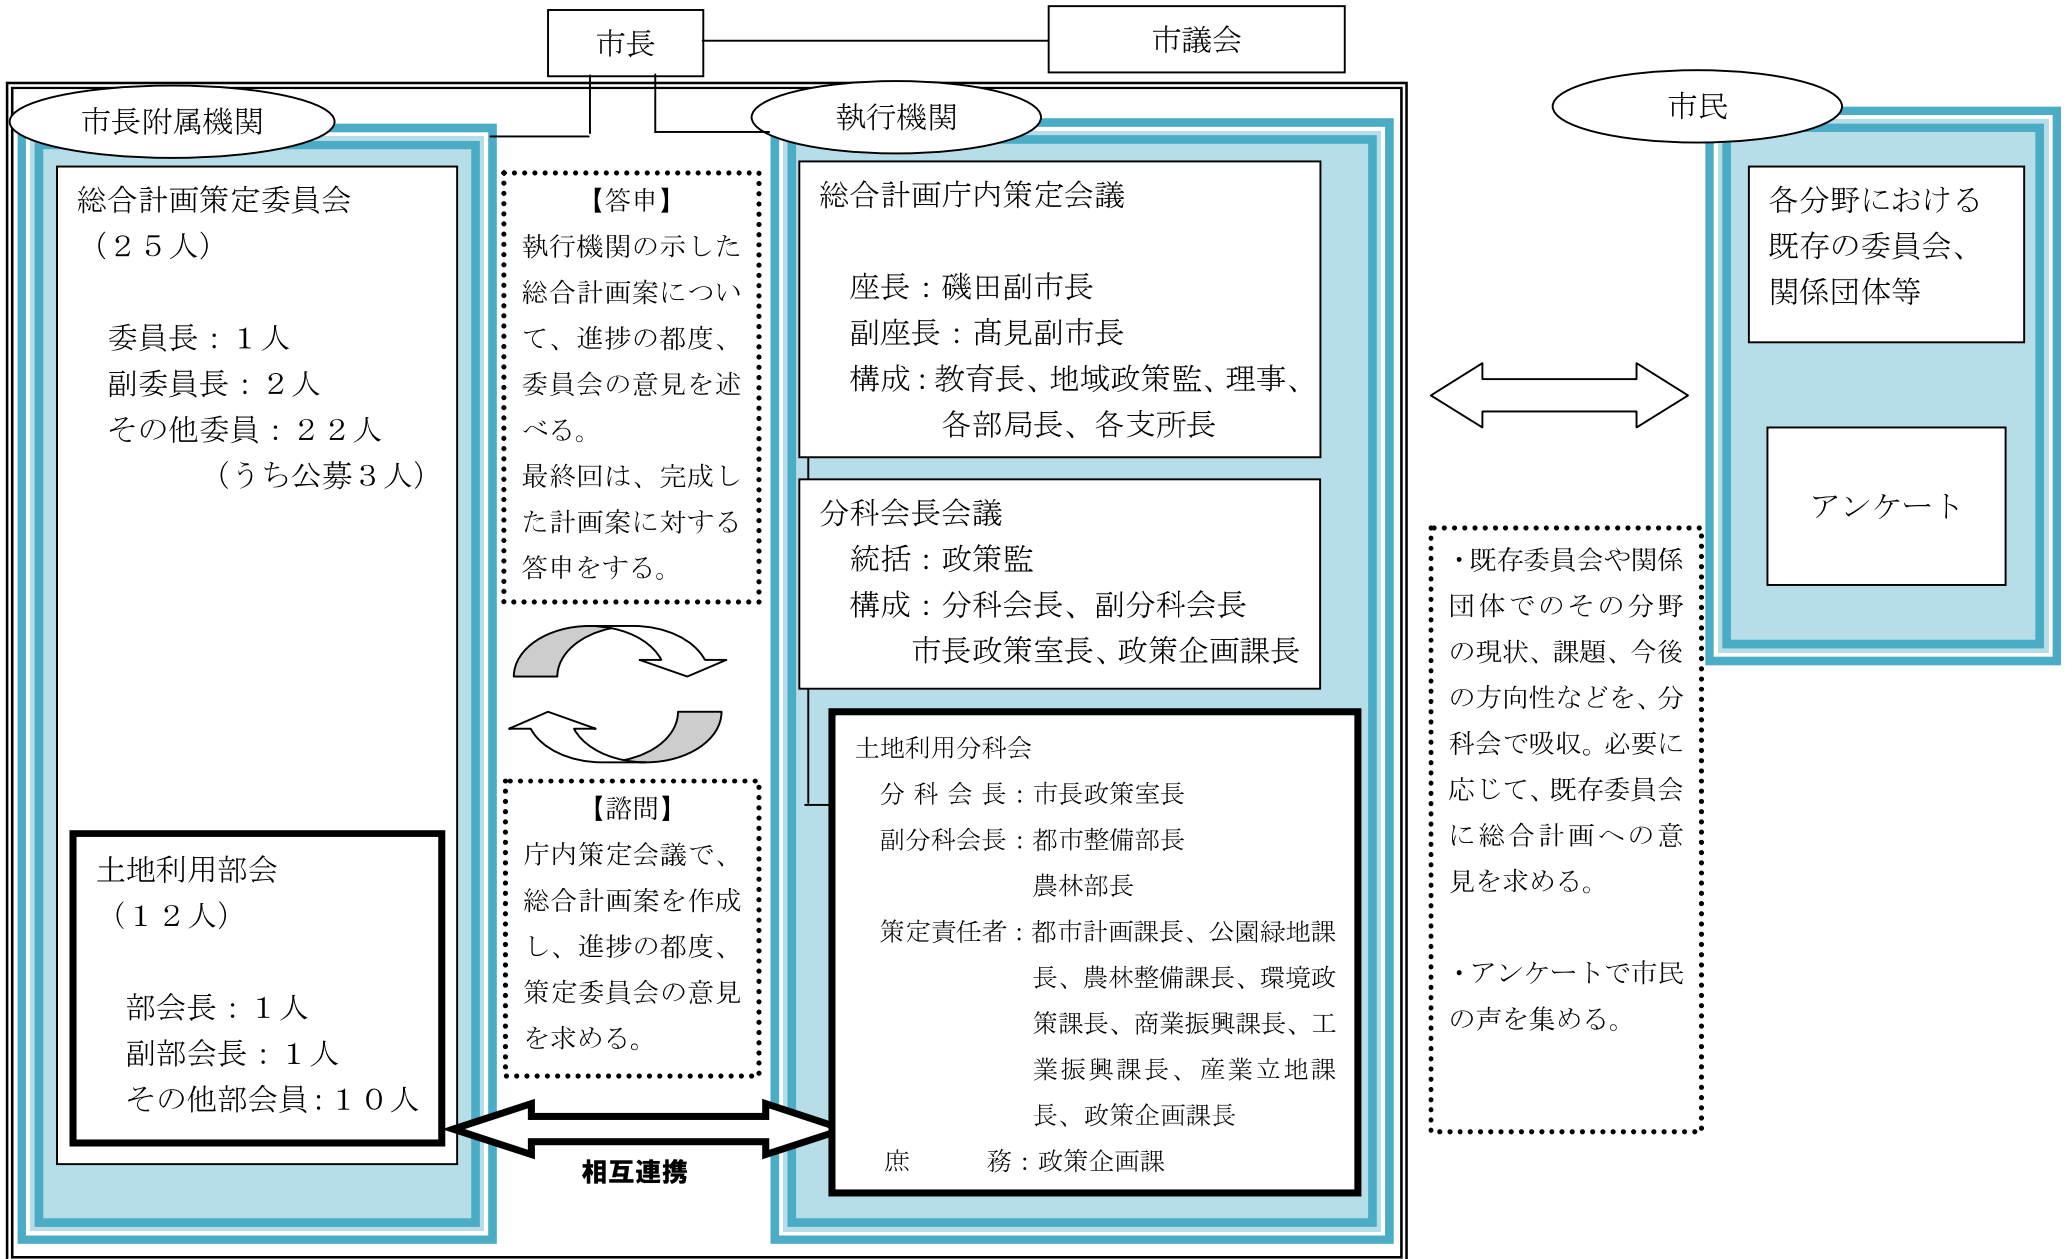 市長
市議会
市長附属機関
総合計画策定委員会
（２５人）
委員長：１人
副委員長：２人
その他委員：２２人
（うち公募３人）
土地利用部会
（１２人）
部会長：１人
副部会長：１人
その他部会員：１０人
【答申】
執行機関の示した
総合計画案につい
て、進捗の都度、
委員会の意見を述
べる。
最終回は、完成し
た計画案に対する
答申をする。
【諮問】
庁内策定会議で、
総合計画案を作成
し、進捗の都度、
策定委員会の意見
を求める。
相互連携
執行機関
総合計画庁内策定会議
座長：磯田副市長
副座長：髙見副市長
構成：教育長、地域政策監、理事、
各部局長、各支所長
分科会長会議
統括：政策監
構成：分科会長、副分科会長
市長政策室長、政策企画課長
土地利用分科会
分科会長：市長政策室長
副分科会長：都市整備部長
農林部長
策定責任者：都市計画課長、公園緑地課
長、農林整備課長、環境政
策課長、商業振興課長、工
業振興課長、産業立地課
長、政策企画課長
庶　　　務：政策企画課
市民
各分野における
既存の委員会、
関係団体等
アンケート
・既存委員会や関係
団体でのその分野
の現状、課題、今後
の方向性などを、分
科会で吸収。必要に
応じて、既存委員会
に総合計画への意
見を求める。
・アンケートで市民
の声を集める。